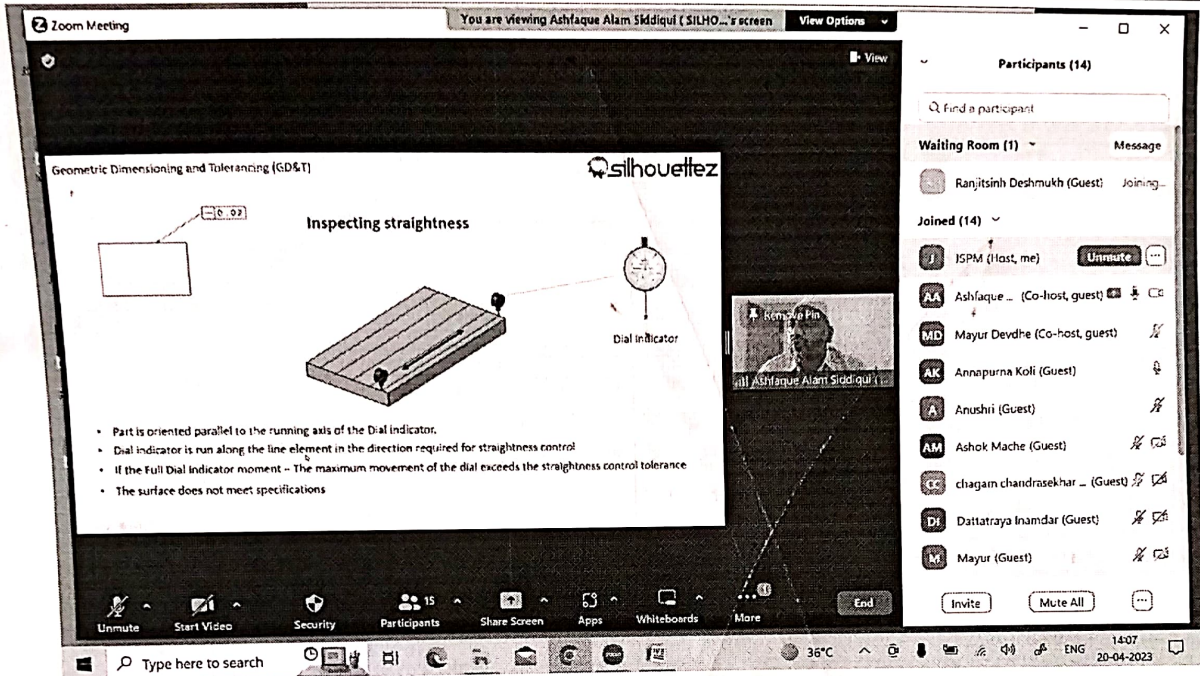 Zoom Meeting
You are viewing Ashfaque Alam Siddiqui ( SILHO...'s screen
View Options
View
Geometric Dimensioning and Tolerancing (GD&T)
silhouettez
Inspecting straightness
Dial Indicator
• Part is oriented parallel to the running axis of the Dial indicator.
• Dial indicator is run along the line element in the direction required for straightness control
• If the Full Dial Indicator moment – The maximum movement of the dial exceeds the straightness control tolerance
• The surface does not meet specifications
Remove Pin
Ashfaque Alam Siddiqui (...
Participants (14)
Find a participant
Waiting Room (1)
Message
Ranjitsinh Deshmukh (Guest)
Joining...
Joined (14)
J JSPM (Host, me) Unmute
AA Ashfaque ... (Co-host, guest)
MD Mayur Devdhe (Co-host, guest)
AK Annapurna Koli (Guest)
A Anushri (Guest)
AM Ashok Mache (Guest)
CC chagam chandrasekhar ... (Guest)
DI Dattatraya Inamdar (Guest)
M Mayur (Guest)
Invite
Mute All
Unmute
Start Video
Security
Participants 15
Share Screen
Apps
Whiteboards
More
End
Type here to search
36°C
ENG
14:07
20-04-2023